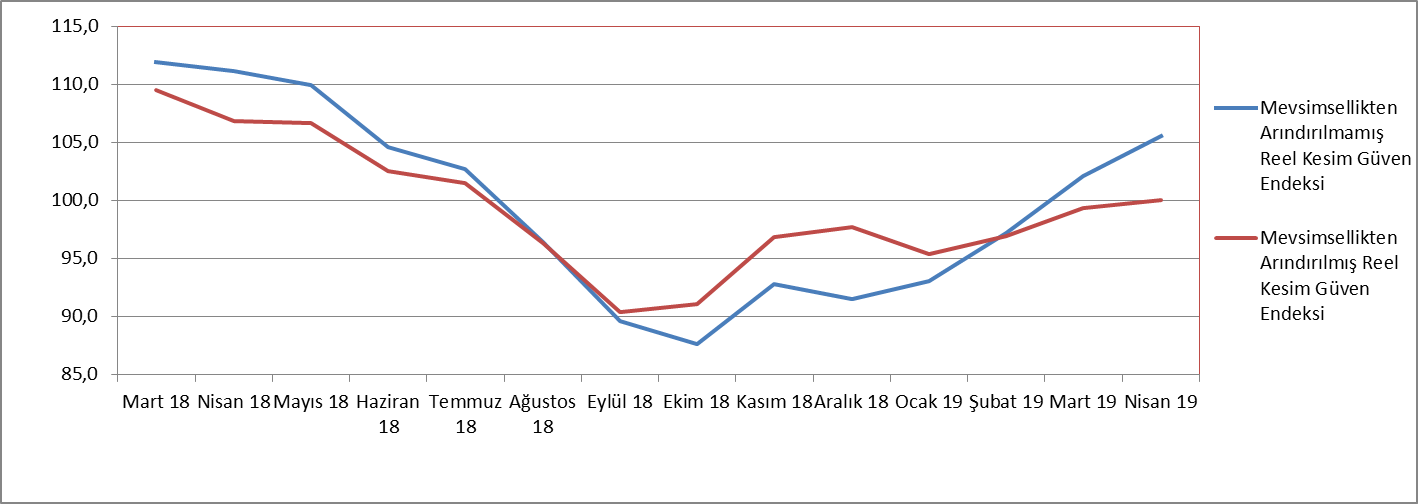 115,0
110,0
105,0
100,0
95,0
90,0
85,0
Mart 18 Nisan 18 Mayıs 18 Haziran Temmuz Ağustos Eylül 18 Ekim 18 Kasım 18 Aralık 18 Ocak 19 Şubat 19 Mart 19 Nisan 19
18 18 18
Mevsimsellikten
Arındırılmamış
Reel Kesim Güven
Endeksi
Mevsimsellikten
Arındırılmış Reel
Kesim Güven
Endeksi